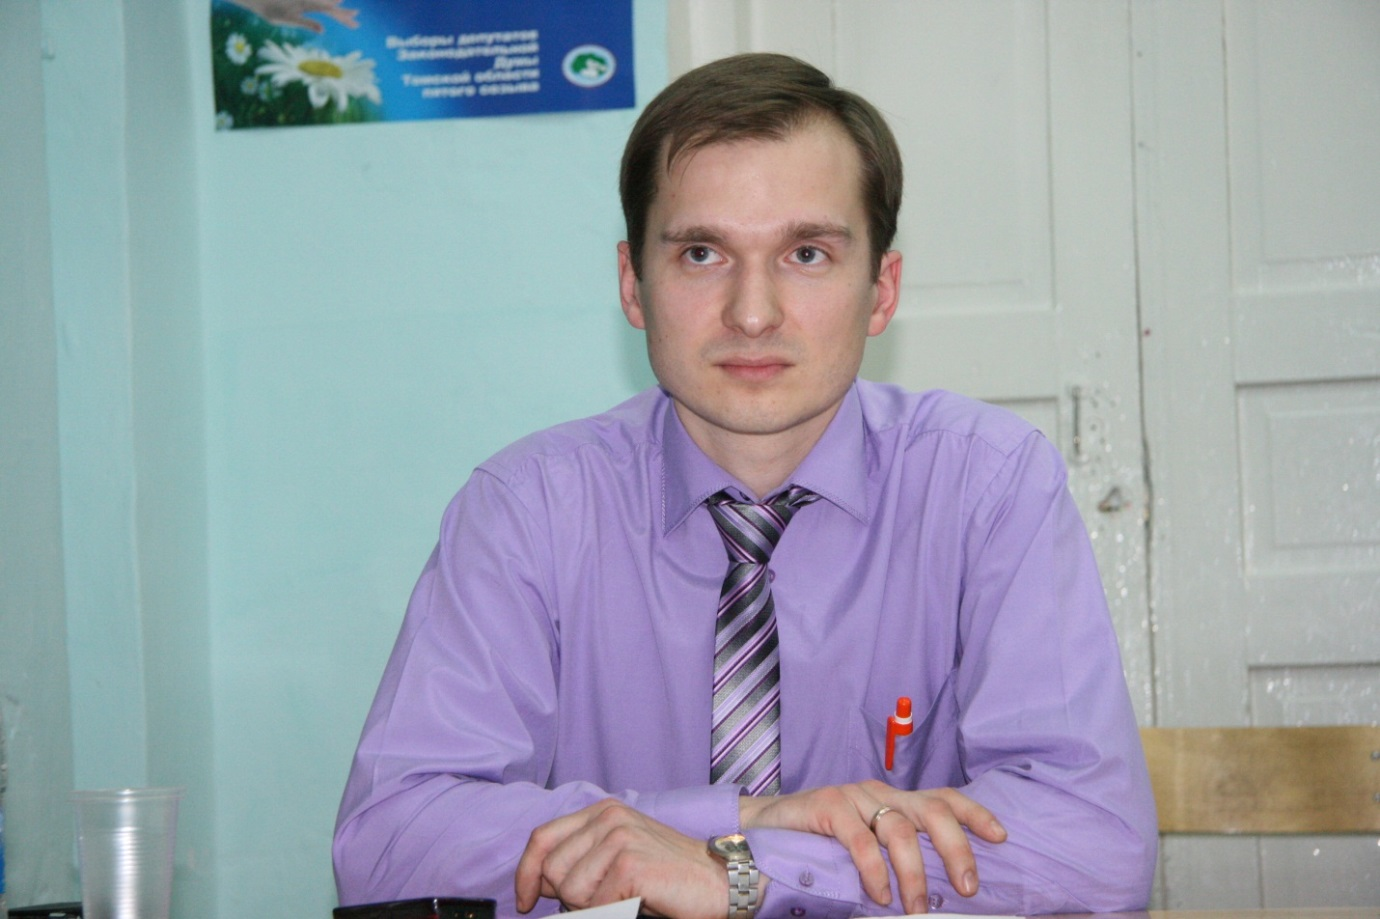 Выборы депутатов
Законодательной
Думы
Томской области
пятого созыва